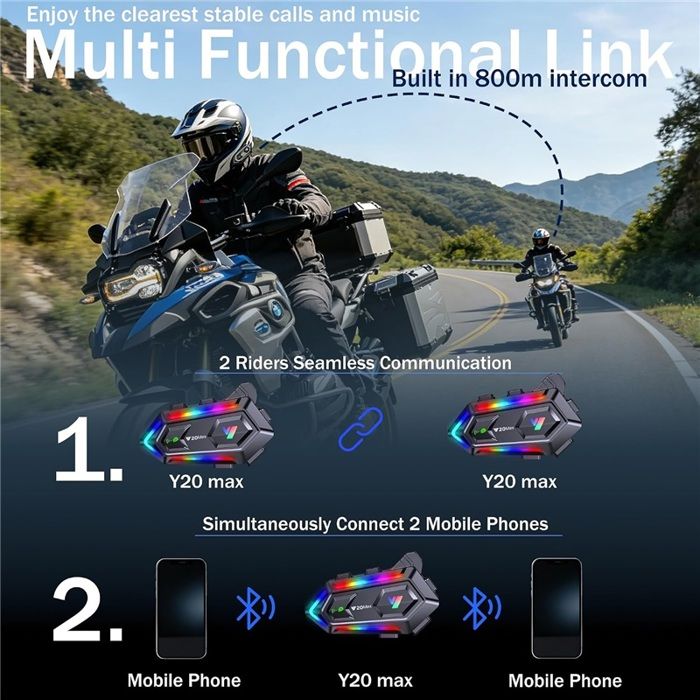 Enjoy the clearest stable calls and music
Multi Functional Link
Built in 800m intercom
2 Riders Seamless Communication
1.
Y20 max
Y20 max
Simultaneously Connect 2 Mobile Phones
2.
Mobile Phone
Y20 max
Mobile Phone